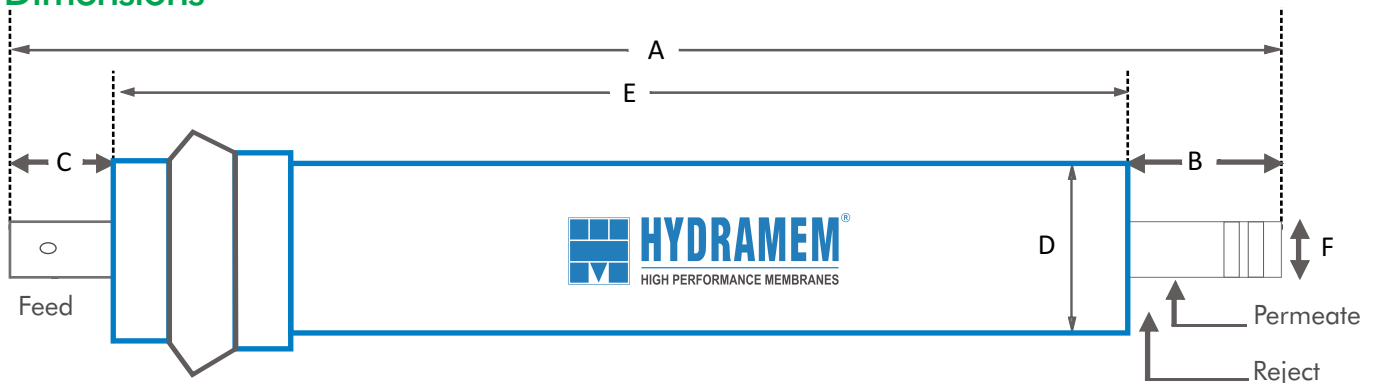 Dimensions
A
E
C
B
HYDRAMEM®
D
F
HIGH PERFORMANCE MEMBRANES
Feed
Permeate
Reject